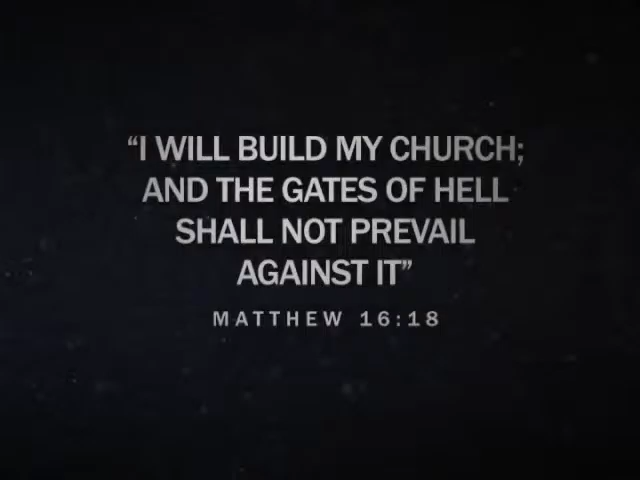 “I WILL BUILD MY CHURCH;
AND THE GATES OF HELL
SHALL NOT PREVAIL
AGAINST IT”
MATTHEW 16:18